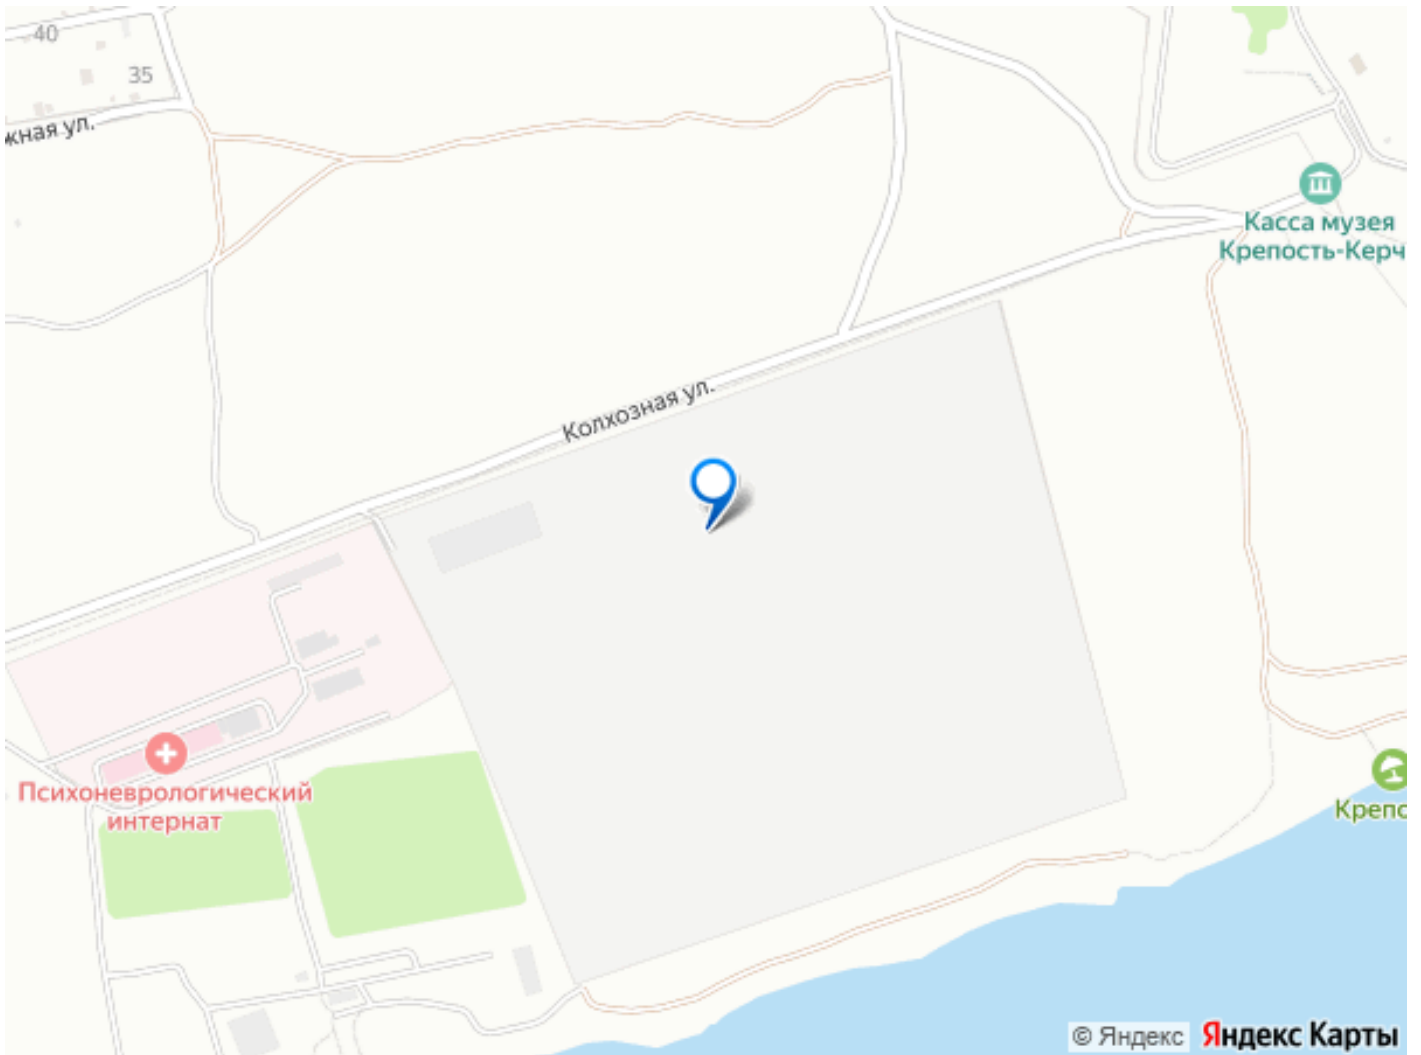 40
35
жная ул.
Касса музея
Крепость-Керч
Колхозная ул.
Психоневрологический
интернат
Крепо
© Яндекс Яндекс Карты